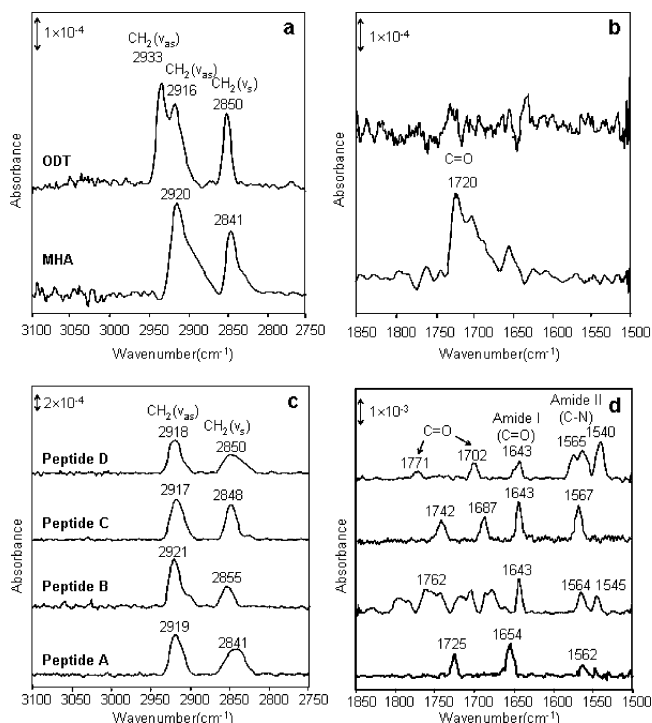 1×10⁻⁴
a
CH₂(vₐₛ)
2933
CH₂(vₐₛ)
2916
CH₂(vₛ)
2850
ODT
2920
2841
MHA
Absorbance
3100 3050 3000 2950 2900 2850 2800 2750
Wavenumber(cm⁻¹)
1×10⁻⁴
b
C=O
1720
Absorbance
1850 1800 1750 1700 1650 1600 1550 1500
Wavenumber(cm⁻¹)
2×10⁻⁴
c
CH₂(vₐₛ)
CH₂(vₛ)
2918
2850
Peptide D
2917
2848
Peptide C
2921
2855
Peptide B
2919
2841
Peptide A
Absorbance
3100 3050 3000 2950 2900 2850 2800 2750
Wavenumber(cm⁻¹)
1×10⁻³
d
C=O
Amide I
(C=O)
Amide II
(C-N)
1771
1702
1643
1565
1540
1742
1687
1643
1567
1762
1643
1564
1545
1725
1654
1562
Absorbance
1850 1800 1750 1700 1650 1600 1550 1500
Wavenumber(cm⁻¹)